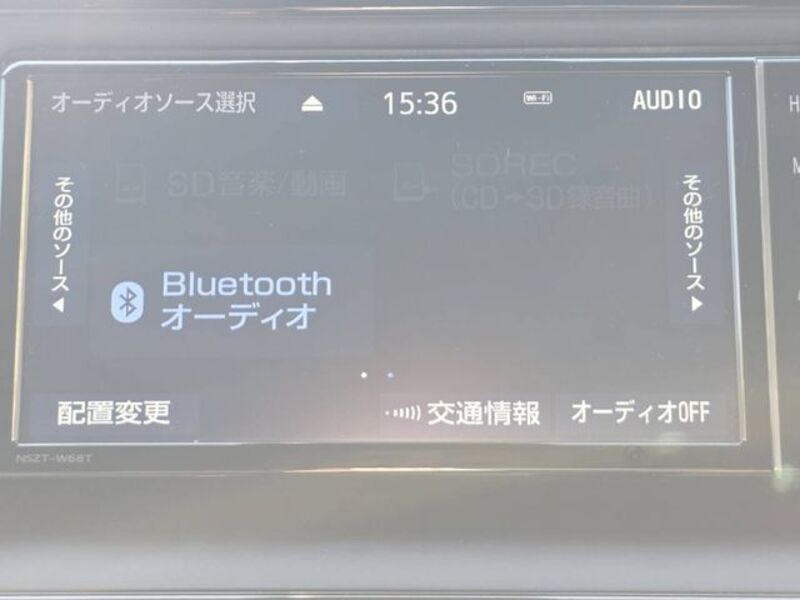 オーディオソース選択
15:36
Wi-Fi
AUDIO
SD音楽/動画
SDREC
(CD→SD録音曲)
その他のソース
その他のソース
Bluetooth
オーディオ
配置変更
交通情報
オーディオOFF
NSZT-W68T
H
M